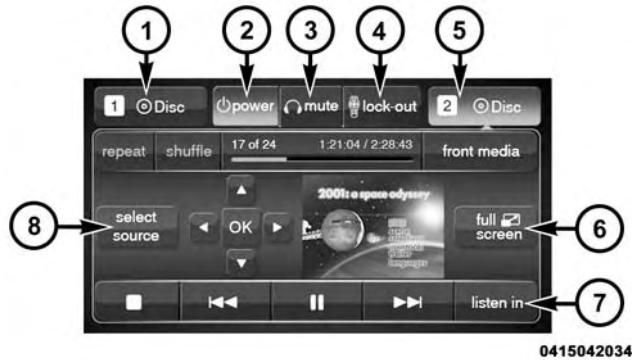 1 2 3 4 5
1 Disc power mute lock-out 2 Disc
repeat shuffle 17 of 24 1:21:04 / 2:28:43 front media
2001: a space odyssey
8 select source OK full screen 6
languages
listen in 7
0415042034